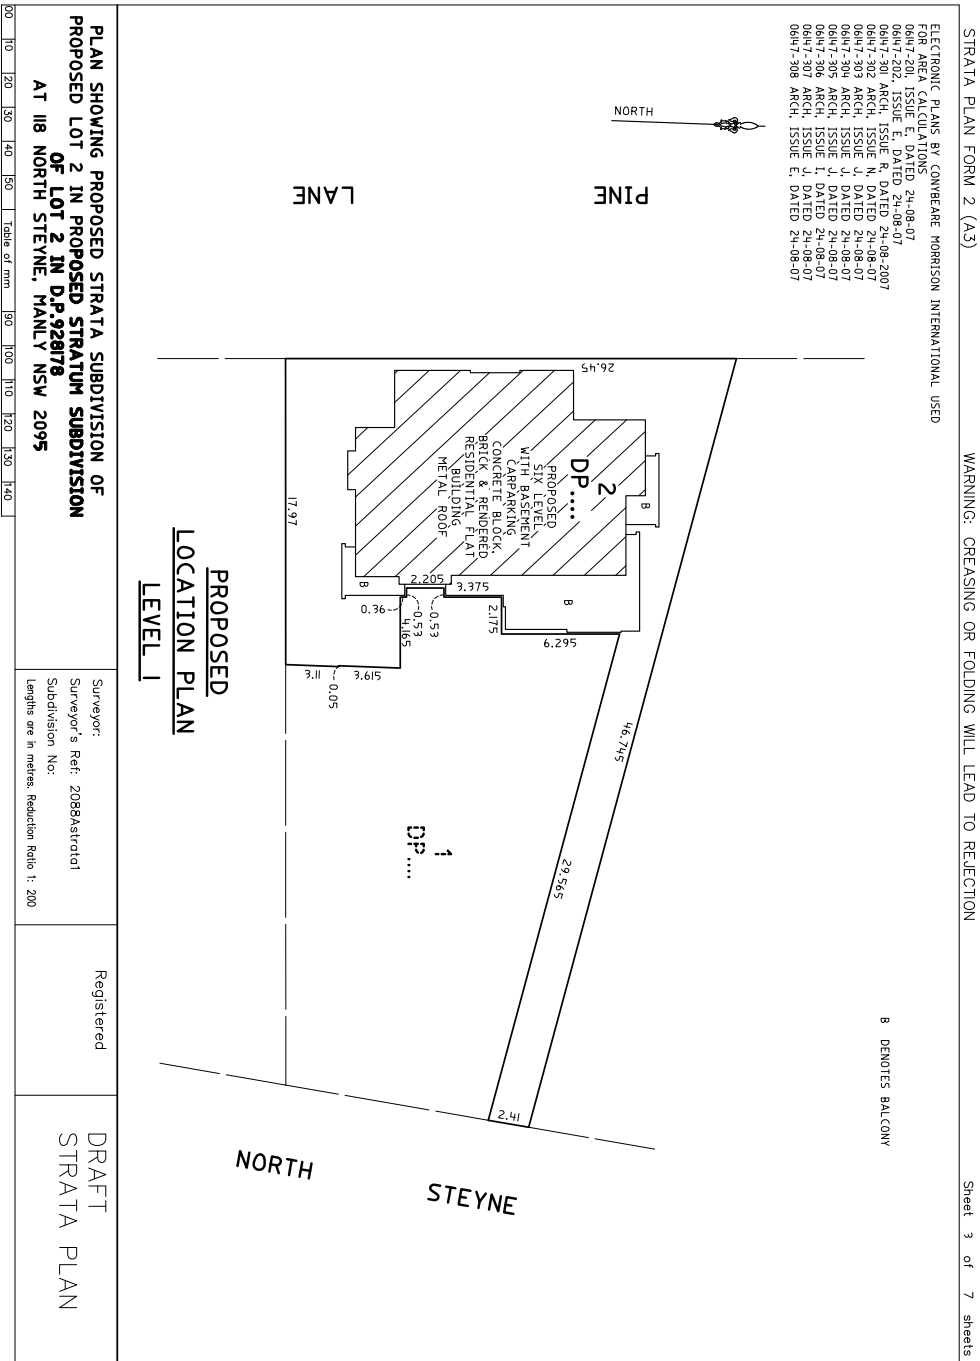 STRATA PLAN FORM 2 (A3)
WARNING: CREASING OR FOLDING WILL LEAD TO REJECTION
Sheet 3 of 7 sheets
ELECTRONIC PLANS BY CONYBEARE MORRISON INTERNATIONAL USED
FOR AREA CALCULATIONS
06147-201, ISSUE E, DATED 24-08-07
06147-202, ISSUE E, DATED 24-08-07
06147-301 ARCH, ISSUE R, DATED 24-08-2007
06147-302 ARCH, ISSUE N, DATED 24-08-07
06147-303 ARCH, ISSUE J, DATED 24-08-07
06147-304 ARCH, ISSUE J, DATED 24-08-07
06147-305 ARCH, ISSUE J, DATED 24-08-07
06147-306 ARCH, ISSUE I, DATED 24-08-07
06147-307 ARCH, ISSUE J, DATED 24-08-07
06147-308 ARCH, ISSUE E, DATED 24-08-07
B DENOTES BALCONY
NORTH
PINE
LANE
26.45
46.745
29.565
2.41
17.97
B
B
B
2
DP.....
PROPOSED
SIX LEVEL
WITH BASEMENT
CARPARKING
CONCRETE BLOCK,
BRICK & RENDERED
RESIDENTIAL FLAT
BUILDING
METAL ROOF
6.295
2.175
3.375
2.205
0.53
0.53
0.36
4.165
3.615
0.05
3.11
1
DP.....
NORTH
STEYNE
PROPOSED
LOCATION PLAN
LEVEL 1
PLAN SHOWING PROPOSED STRATA SUBDIVISION OF
PROPOSED LOT 2 IN PROPOSED STRATUM SUBDIVISION
OF LOT 2 IN D.P.928178
AT 118 NORTH STEYNE, MANLY NSW 2095
Surveyor:
Surveyor's Ref: 2088Astrata1
Subdivision No:
Lengths are in metres. Reduction Ratio 1: 200
Registered
DRAFT
STRATA PLAN
00 10 20 30 40 50 Table of mm 90 100 110 120 130 140